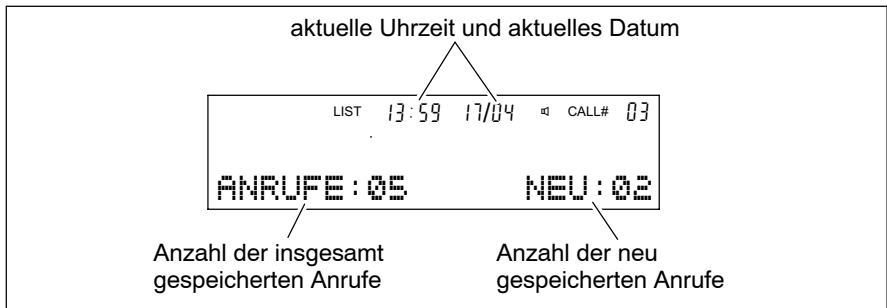 aktuelle Uhrzeit und aktuelles Datum
LIST 13:59 17/04 CALL# 03
ANRUFE:05 NEU:02
Anzahl der insgesamt
gespeicherten Anrufe
Anzahl der neu
gespeicherten Anrufe